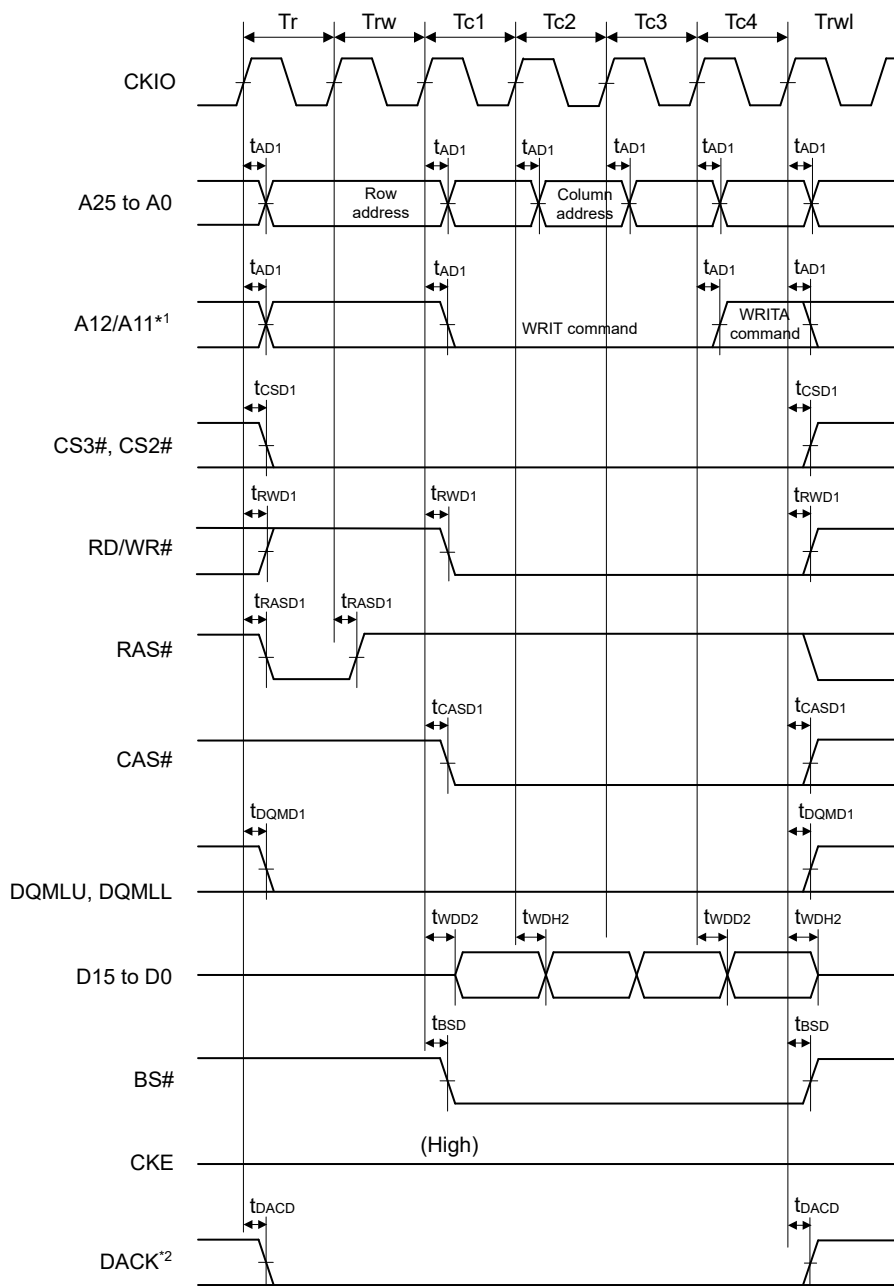 Tr Trw Tc1 Tc2 Tc3 Tc4 Trwl
CKIO
tAD1 tAD1 tAD1 tAD1 tAD1 tAD1
A25 to A0
Row
address
Column
address
tAD1 tAD1 tAD1 tAD1
A12/A11*1
WRIT command
WRITA
command
tCSD1 tCSD1
CS3#, CS2#
tRWD1 tRWD1 tRWD1
RD/WR#
tRASD1 tRASD1
RAS#
tCASD1 tCASD1
CAS#
tDQMD1 tDQMD1
DQMLU, DQMLL
tWDD2 tWDH2 tWDD2 tWDH2
D15 to D0
tBSD tBSD
BS#
(High)
CKE
tDACD tDACD
DACK*2